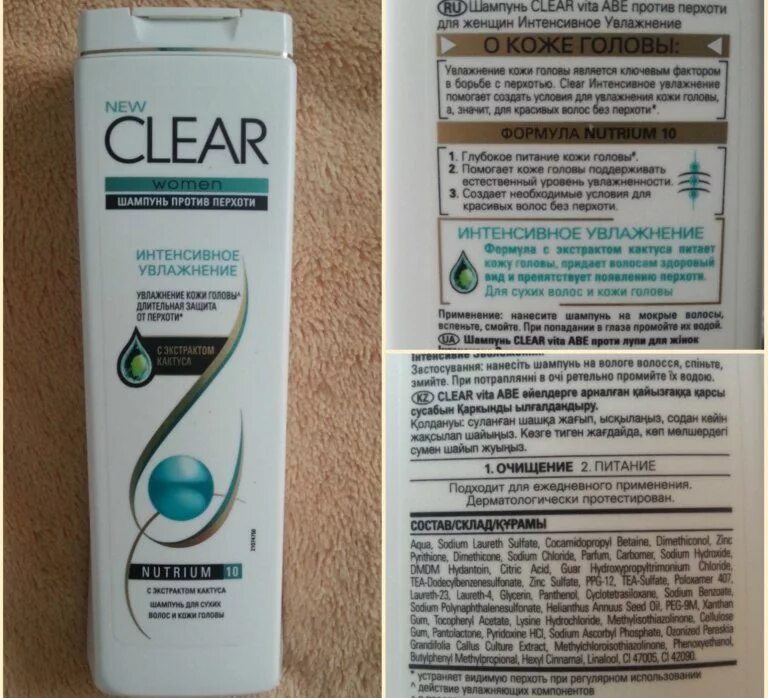 NEW
CLEAR
women
ШАМПУНЬ ПРОТИВ ПЕРХОТИ
ИНТЕНСИВНОЕ
УВЛАЖНЕНИЕ
УВЛАЖНЕНИЕ КОЖИ ГОЛОВЫ^
ДЛИТЕЛЬНАЯ ЗАЩИТА
ОТ ПЕРХОТИ*
С ЭКСТРАКТОМ
КАКТУСА
NUTRIUM 10
С ЭКСТРАКТОМ КАКТУСА
ШАМПУНЬ ДЛЯ СУХИХ
ВОЛОС И КОЖИ ГОЛОВЫ
RU Шампунь CLEAR vita ABE против перхоти
для женщин Интенсивное Увлажнение
О КОЖЕ ГОЛОВЫ:
Увлажнение кожи головы является ключевым фактором
в борьбе с перхотью. Clear Интенсивное увлажнение
помогает создать условия для увлажнения кожи головы,
а, значит, для красивых волос без перхоти*.
ФОРМУЛА NUTRIUM 10
1. Глубокое питание кожи головы*.
2. Помогает коже головы поддерживать
естественный уровень увлажненности.
3. Создает необходимые условия для
красивых волос без перхоти.
ИНТЕНСИВНОЕ УВЛАЖНЕНИЕ
Формула с экстрактом кактуса питает
кожу головы, придает волосам здоровый
вид и препятствует появлению перхоти.
Для сухих волос и кожи головы
Применение: нанесите шампунь на мокрые волосы,
вспеньте, смойте. При попадании в глаза промойте их водой.
UA Шампунь CLEAR vita ABE проти лупи для жінок
Застосування: нанесіть шампунь на вологе волосся, спіньте,
змийте. При потраплянні в очі ретельно промийте їх водою.
KZ CLEAR vita ABE әйелдерге арналған қайызғаққа қарсы
сусабын Қарқынды ылғалдандыру.
Қолдануы: суланған шашқа жағып, ысқылаңыз, содан кейін
жақсылап шайыңыз. Көзге тиген жағдайда, көп мөлшердегі
сумен шайып жуыңыз.
1. ОЧИЩЕНИЕ 2. ПИТАНИЕ
Подходит для ежедневного применения.
Дерматологически протестирован.
СОСТАВ/СКЛАД/ҚҰРАМЫ
Aqua, Sodium Laureth Sulfate, Cocamidopropyl Betaine, Dimethiconol, Zinc
Pyrithione, Dimethicone, Sodium Chloride, Parfum, Carbomer, Sodium Hydroxide,
DMDM Hydantoin, Citric Acid, Guar Hydroxypropyltrimonium Chloride,
TEA-Dodecylbenzenesulfonate, Zinc Sulfate, PPG-12, TEA-Sulfate, Poloxamer 407,
Laureth-23, Laureth-4, Glycerin, Panthenol, Cyclotetrasiloxane, Sodium Benzoate,
Sodium Polynaphthalenesulfonate, Helianthus Annuus Seed Oil, PEG-9M, Xanthan
Gum, Tocopheryl Acetate, Lysine Hydrochloride, Methylisothiazolinone, Cellulose
Gum, Pantolactone, Pyridoxine HCl, Sodium Ascorbyl Phosphate, Ozonized Peraskia
Grandifolia Callus Culture Extract, Methylchloroisothiazolinone, Phenoxyethanol,
Butylphenyl Methylpropional, Hexyl Cinnamal, Linalool, CI 47005, CI 42090.
* устраняет видимую перхоть при регулярном использовании
^ действие увлажняющих компонентов